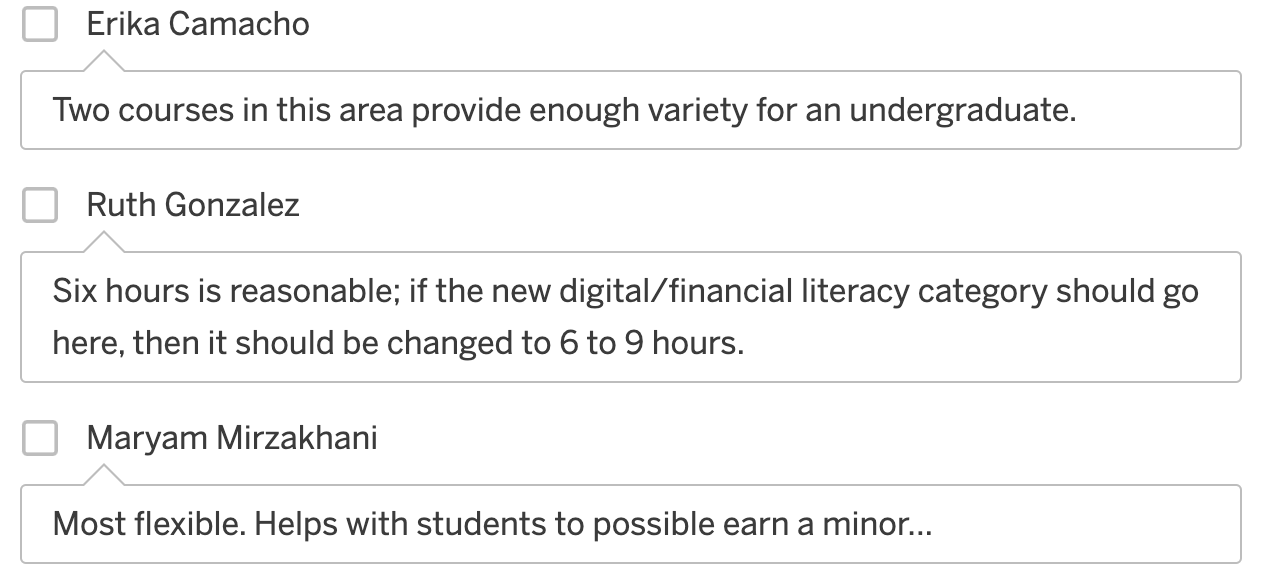 Erika Camacho
Two courses in this area provide enough variety for an undergraduate.
Ruth Gonzalez
Six hours is reasonable; if the new digital/financial literacy category should go
here, then it should be changed to 6 to 9 hours.
Maryam Mirzakhani
Most flexible. Helps with students to possible earn a minor...